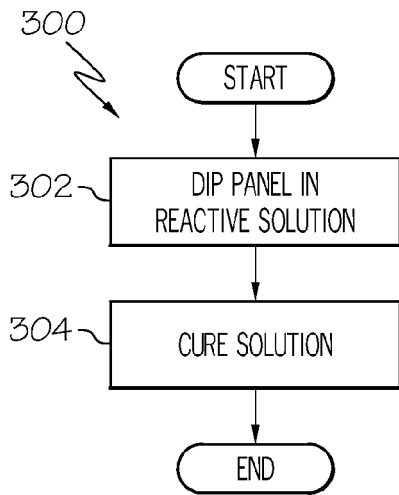 300
START
302
DIP PANEL IN
REACTIVE SOLUTION
304
CURE SOLUTION
END